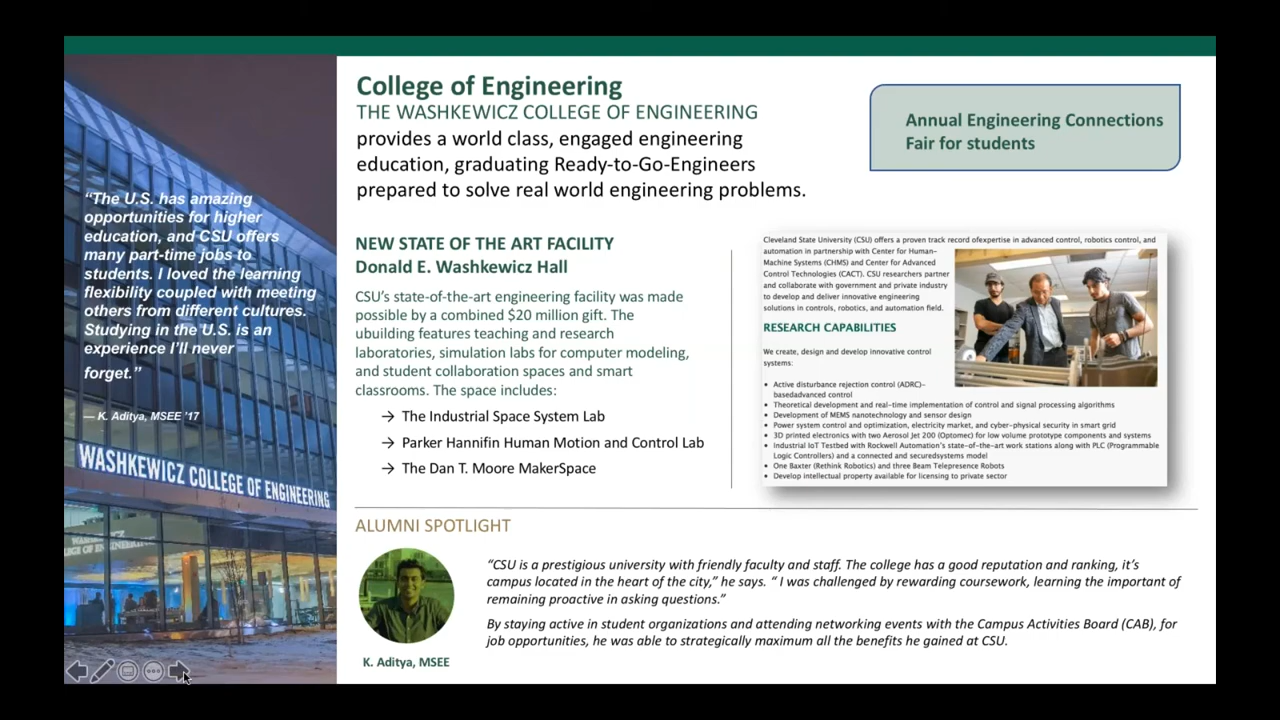 “The U.S. has amazing
opportunities for higher
education, and CSU offers
many part-time jobs to
students. I loved the learning
flexibility coupled with meeting
others from different cultures.
Studying in the U.S. is an
experience I’ll never
forget.”
— K. Aditya, MSEE ’17
WASHKEWICZ COLLEGE OF ENGINEERING
College of Engineering
THE WASHKEWICZ COLLEGE OF ENGINEERING
provides a world class, engaged engineering
education, graduating Ready-to-Go-Engineers
prepared to solve real world engineering problems.
Annual Engineering Connections
Fair for students
NEW STATE OF THE ART FACILITY
Donald E. Washkewicz Hall
CSU’s state-of-the-art engineering facility was made
possible by a combined $20 million gift. The
ubuilding features teaching and research
laboratories, simulation labs for computer modeling,
and student collaboration spaces and smart
classrooms. The space includes:
→ The Industrial Space System Lab
→ Parker Hannifin Human Motion and Control Lab
→ The Dan T. Moore MakerSpace
Cleveland State University (CSU) offers a proven track record ofexpertise in advanced control, robotics control, and
automation in partnership with Center for Human-
Machine Systems (CHMS) and Center for Advanced
Control Technologies (CACT). CSU researchers partner
and collaborate with government and private industry
to develop and deliver innovative engineering
solutions in controls, robotics, and automation field.
RESEARCH CAPABILITIES
We create, design and develop innovative control
systems:
• Active disturbance rejection control (ADRC)–
basedadvanced control
• Theoretical development and real-time implementation of control and signal processing algorithms
• Development of MEMS nanotechnology and sensor design
• Power system control and optimization, electricity market, and cyber-physical security in smart grid
• 3D printed electronics with two Aerosol Jet 200 (Optomec) for low volume prototype components and systems
• Industrial IoT Testbed with Rockwell Automation’s state-of-the-art work stations along with PLC (Programmable
Logic Controllers) and a connected and securedsystems model
• One Baxter (Rethink Robotics) and three Beam Telepresence Robots
• Develop intellectual property available for licensing to private sector
ALUMNI SPOTLIGHT
“CSU is a prestigious university with friendly faculty and staff. The college has a good reputation and ranking, it’s
campus located in the heart of the city,” he says. “ I was challenged by rewarding coursework, learning the important of
remaining proactive in asking questions.”
By staying active in student organizations and attending networking events with the Campus Activities Board (CAB), for
job opportunities, he was able to strategically maximum all the benefits he gained at CSU.
K. Aditya, MSEE